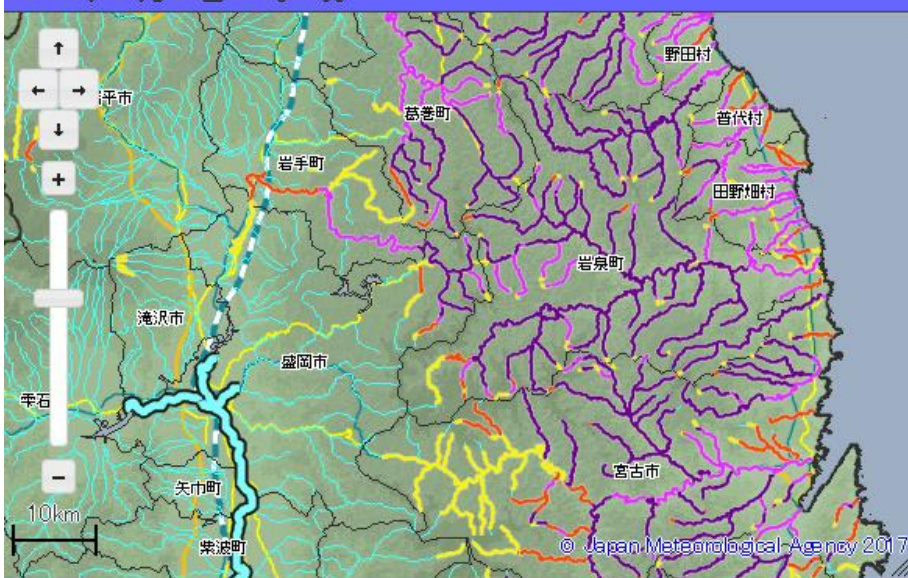 野田村
平市
葛巻町
普代村
岩手町
田野畑村
岩泉町
滝沢市
盛岡市
雫石
宮古市
矢巾町
10km
紫波町
© Japan Meteorological Agency 2017